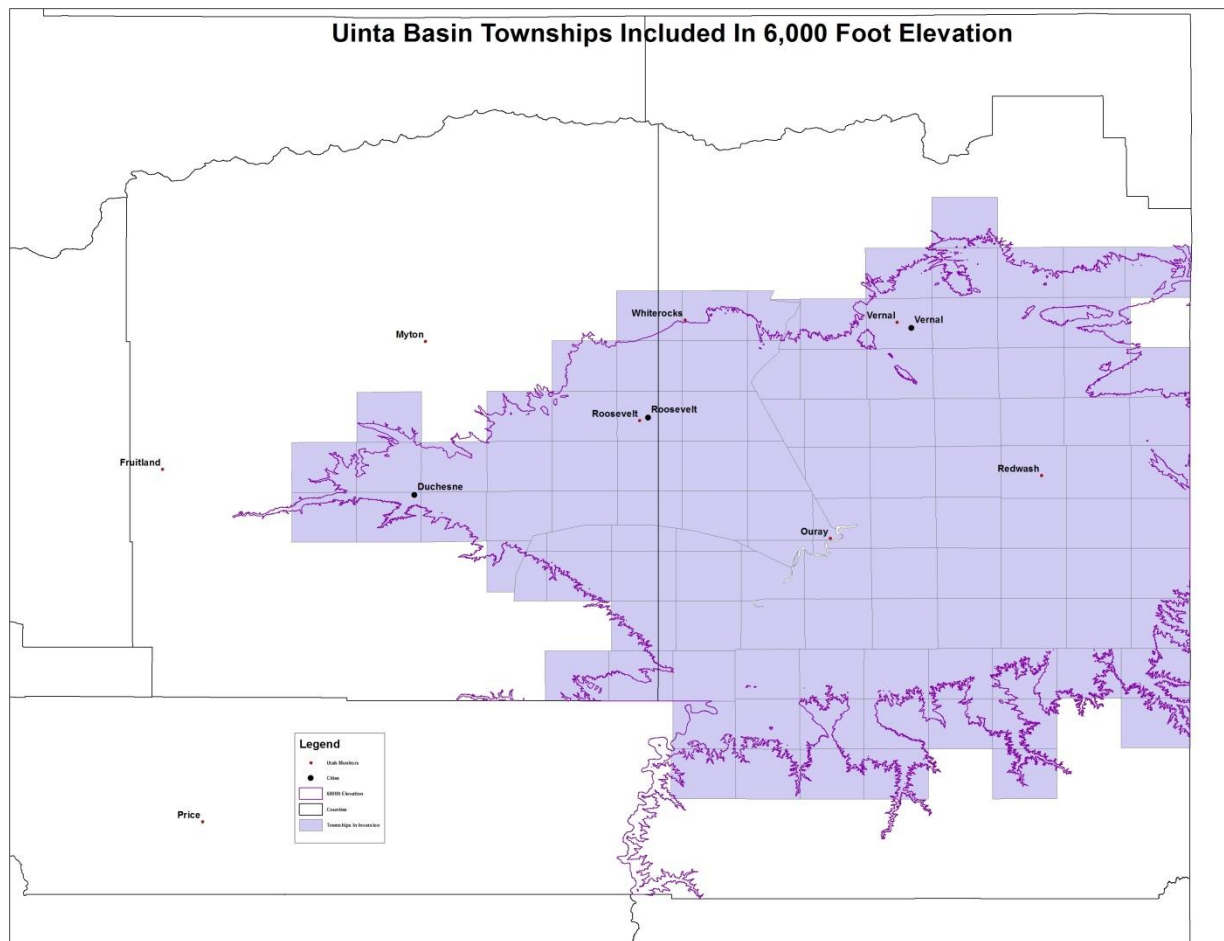 Uinta Basin Townships Included In 6,000 Foot Elevation
Whiterocks
Vernal
Vernal
Myton
Roosevelt
Roosevelt
Fruitland
Redwash
Duchesne
Ouray
Legend
Utah Monitors
Cities
6000ft Elevation
Counties
Townships In Inversion
Price